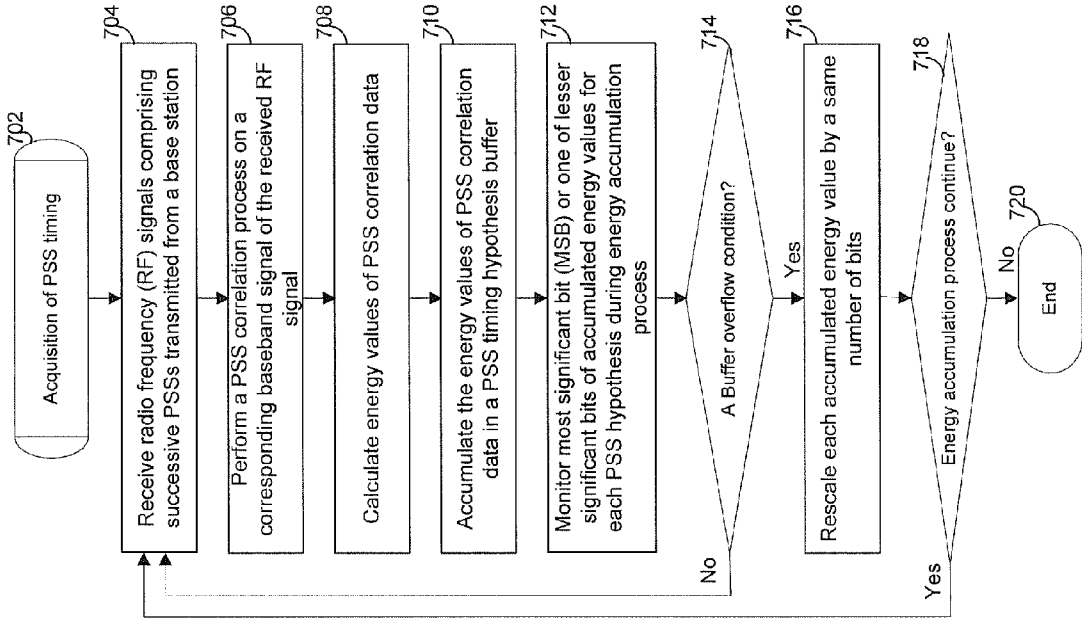 702
Acquisition of PSS timing
704
Receive radio frequency (RF) signals comprising
successive PSSs transmitted from a base station
706
Perform a PSS correlation process on a
corresponding baseband signal of the received RF
signal
708
Calculate energy values of PSS correlation data
710
Accumulate the energy values of PSS correlation
data in a PSS timing hypothesis buffer
712
Monitor most significant bit (MSB) or one of lesser
significant bits of accumulated energy values for
each PSS hypothesis during energy accumulation
process
714
A Buffer overflow condition?
No
Yes
716
Rescale each accumulated energy value by a same
number of bits
718
Energy accumulation process continue?
Yes
No
720
End